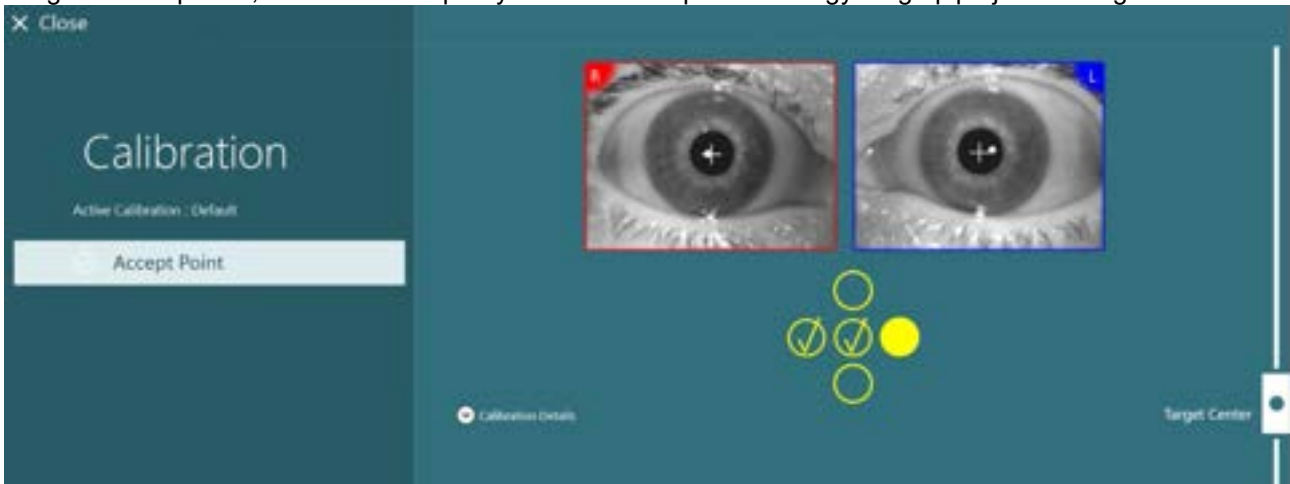 X Close
R
L
Calibration
Active Calibration : Default
Accept Point
Calibration Details
Target Center